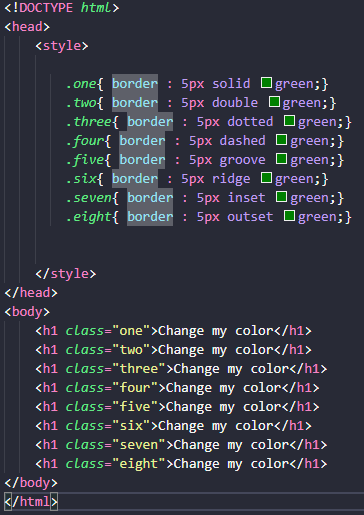 <!DOCTYPE html>
<head>
<style>
.one{ border : 5px solid green;}
.two{ border : 5px double green;}
.three{ border : 5px dotted green;}
.four{ border : 5px dashed green;}
.five{ border : 5px groove green;}
.six{ border : 5px ridge green;}
.seven{ border : 5px inset green;}
.eight{ border : 5px outset green;}
</style>
</head>
<body>
<h1 class="one">Change my color</h1>
<h1 class="two">Change my color</h1>
<h1 class="three">Change my color</h1>
<h1 class="four">Change my color</h1>
<h1 class="five">Change my color</h1>
<h1 class="six">Change my color</h1>
<h1 class="seven">Change my color</h1>
<h1 class="eight">Change my color</h1>
</body>
</html>